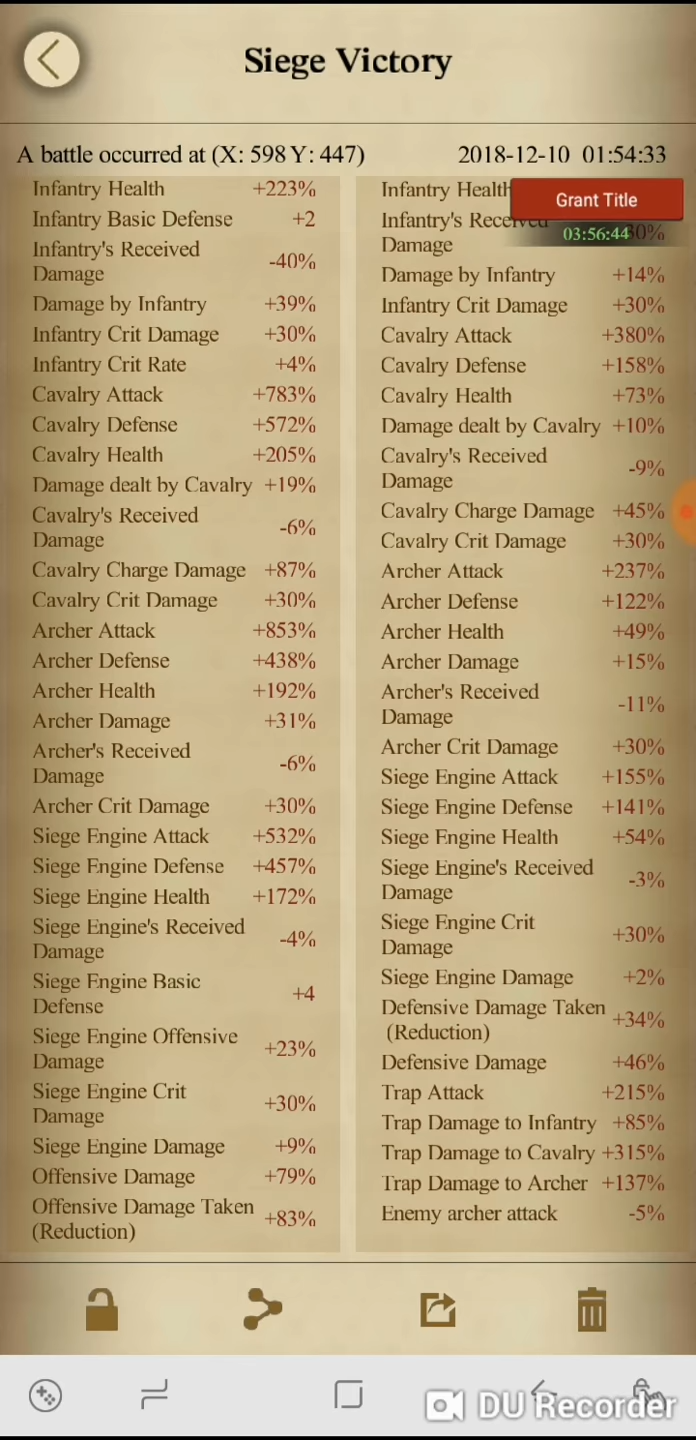 Siege Victory
A battle occurred at (X: 598 Y: 447) 2018-12-10 01:54:33
Infantry Health +223%
Infantry Basic Defense +2
Infantry's Received
Damage -40%
Damage by Infantry +39%
Infantry Crit Damage +30%
Infantry Crit Rate +4%
Cavalry Attack +783%
Cavalry Defense +572%
Cavalry Health +205%
Damage dealt by Cavalry +19%
Cavalry's Received
Damage -6%
Cavalry Charge Damage +87%
Cavalry Crit Damage +30%
Archer Attack +853%
Archer Defense +438%
Archer Health +192%
Archer Damage +31%
Archer's Received
Damage -6%
Archer Crit Damage +30%
Siege Engine Attack +532%
Siege Engine Defense +457%
Siege Engine Health +172%
Siege Engine's Received
Damage -4%
Siege Engine Basic
Defense +4
Siege Engine Offensive
Damage +23%
Siege Engine Crit
Damage +30%
Siege Engine Damage +9%
Offensive Damage +79%
Offensive Damage Taken
(Reduction) +83%
Infantry Health
Grant Title
03:56:44
Infantry's Received
Damage
Damage by Infantry +14%
Infantry Crit Damage +30%
Cavalry Attack +380%
Cavalry Defense +158%
Cavalry Health +73%
Damage dealt by Cavalry +10%
Cavalry's Received
Damage -9%
Cavalry Charge Damage +45%
Cavalry Crit Damage +30%
Archer Attack +237%
Archer Defense +122%
Archer Health +49%
Archer Damage +15%
Archer's Received
Damage -11%
Archer Crit Damage +30%
Siege Engine Attack +155%
Siege Engine Defense +141%
Siege Engine Health +54%
Siege Engine's Received
Damage -3%
Siege Engine Crit
Damage +30%
Siege Engine Damage +2%
Defensive Damage Taken
(Reduction) +34%
Defensive Damage +46%
Trap Attack +215%
Trap Damage to Infantry +85%
Trap Damage to Cavalry +315%
Trap Damage to Archer +137%
Enemy archer attack -5%
DU Recorder